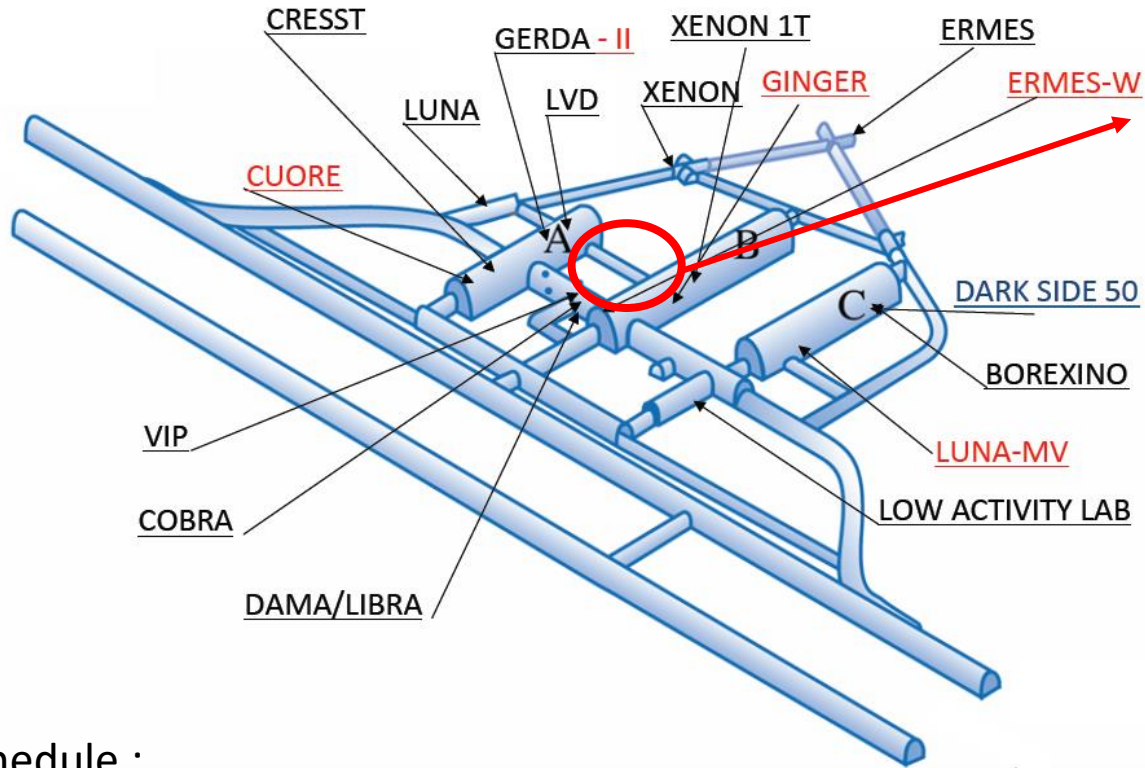 CRESST
GERDA - II
XENON 1T
ERMES
LUNA
LVD
XENON
GINGER
ERMES-W
CUORE
A
B
C
DARK SIDE 50
BOREXINO
VIP
LUNA-MV
COBRA
LOW ACTIVITY LAB
DAMA/LIBRA